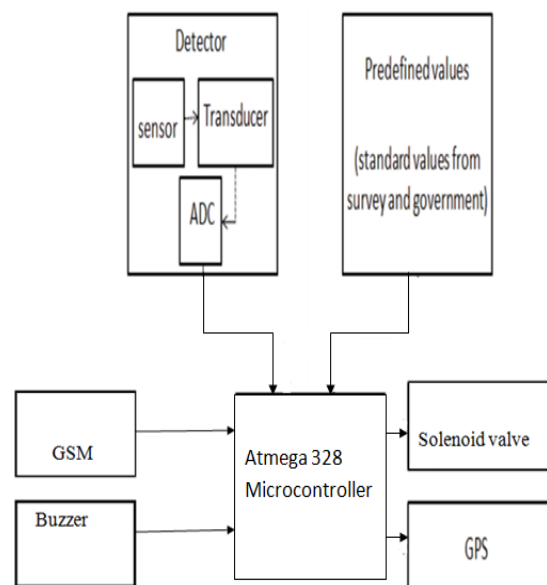 Detector
sensor
Transducer
ADC
Predefined values
(standard values from
survey and government)
GSM
Buzzer
Atmega 328
Microcontroller
Solenoid valve
GPS